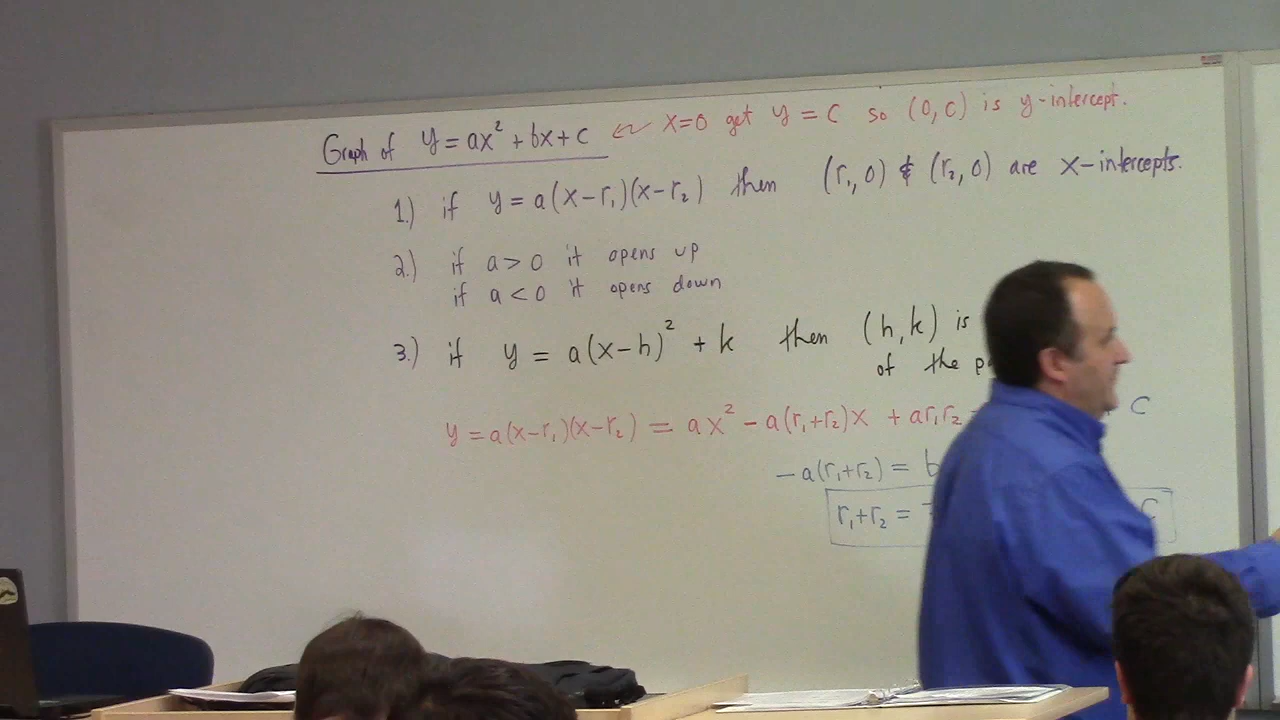 Graph of y = ax² + bx + c ⇜ x=0 get y = c so (0, c) is y-intercept.
1.) if y = a(x-r₁)(x-r₂) then (r₁, 0) & (r₂, 0) are x-intercepts.
2.) if a > 0 it opens up
if a < 0 it opens down
3.) if y = a(x-h)² + k then (h, k) is
of the
y = a(x-r₁)(x-r₂) = ax² - a(r₁+r₂)x + ar₁r₂ c
-a(r₁+r₂) = b
r₁+r₂ = c